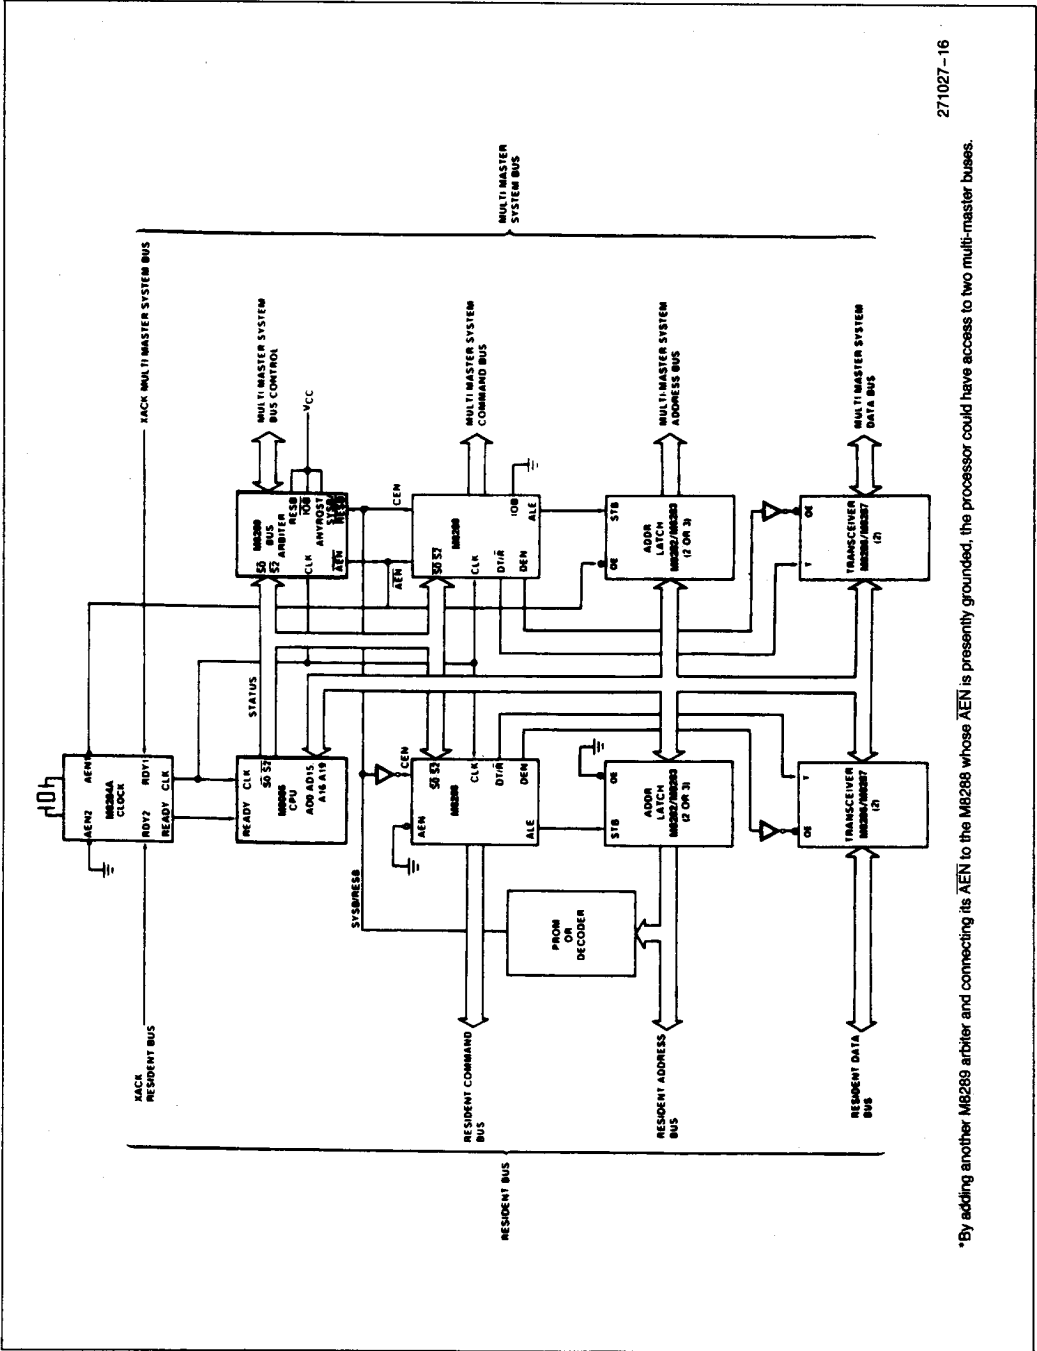 XACK MULTI MASTER SYSTEM BUS
XACK
RESIDENT BUS
AEN2
AEN1
M8284A
CLOCK
RDY2
RDY1
READY
CLK
STATUS
READY
CLK
S0 S2
CPU
AD0 AD15
A16 A19
S0
S2
M8289
BUS
ARBITER
CLK
AEN
RESB
IOB
ANYRQST
VCC
MULTI MASTER SYSTEM
BUS CONTROL
SYSB/RESB
CEN
AEN
S0 S2
M8288
CLK
DT/R
DEN
ALE
CEN
AEN
S0 S2
M8288
CLK
DT/R
DEN
IOB
ALE
MULTI MASTER SYSTEM
COMMAND BUS
RESIDENT COMMAND
BUS
PROM
OR
DECODER
STB
OE
ADDR
LATCH
M8282/M8283
(2 OR 3)
OE
STB
ADDR
LATCH
M8282/M8283
(2 OR 3)
MULTI MASTER SYSTEM
ADDRESS BUS
RESIDENT ADDRESS
BUS
OE
T
TRANSCEIVER
M8286/M8287
(2)
T
OE
TRANSCEIVER
M8286/M8287
(2)
MULTI MASTER SYSTEM
DATA BUS
RESIDENT DATA
BUS
RESIDENT BUS
MULTI MASTER
SYSTEM BUS
271027–16
*By adding another M8289 arbiter and connecting its AEN to the M8288 whose AEN is presently grounded, the processor could have access to two multi-master buses.